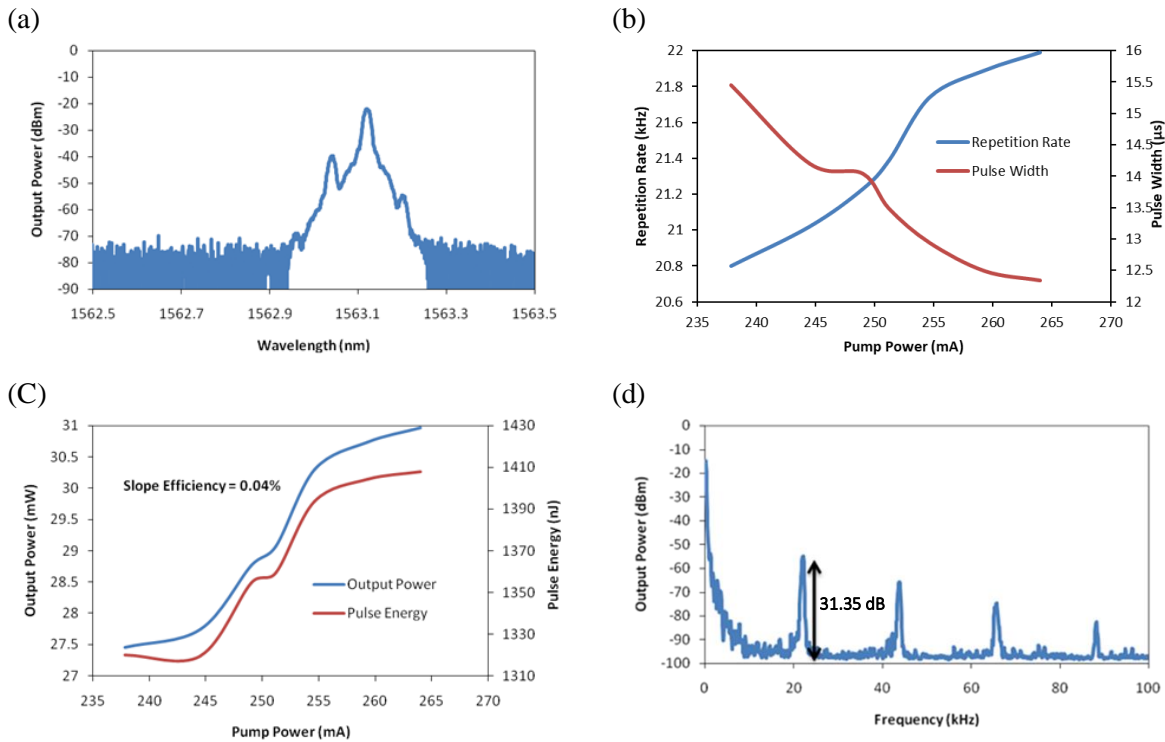 (a)
0
-10
-20
-30
-40
-50
-60
-70
-80
-90
Output Power (dBm)
1562.5 1562.7 1562.9 1563.1 1563.3 1563.5
Wavelength (nm)
(b)
22
21.8
21.6
21.4
21.2
21
20.8
20.6
Repetition Rate (kHz)
16
15.5
15
14.5
14
13.5
13
12.5
12
Pulse Width (µs)
Repetition Rate
Pulse Width
235 240 245 250 255 260 265 270
Pump Power (mA)
(C)
31
30.5
30
29.5
29
28.5
28
27.5
27
Output Power (mW)
1430
1410
1390
1370
1350
1330
1310
Pulse Energy (nJ)
Slope Efficiency = 0.04%
Output Power
Pulse Energy
235 240 245 250 255 260 265 270
Pump Power (mA)
(d)
0
-10
-20
-30
-40
-50
-60
-70
-80
-90
-100
Output Power (dBm)
31.35 dB
0 20 40 60 80 100
Frequency (kHz)